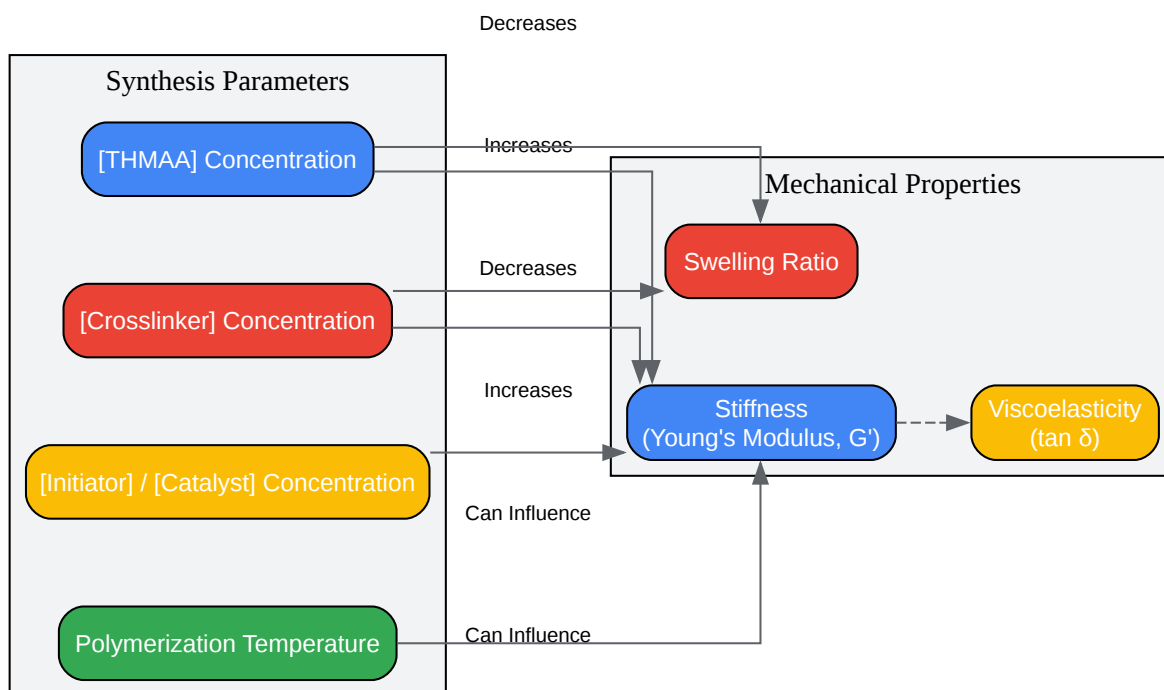 Decreases
Synthesis Parameters
[THMAA] Concentration
Increases
Mechanical Properties
Swelling Ratio
Decreases
[Crosslinker] Concentration
Increases
Stiffness
(Young's Modulus, G')
Viscoelasticity
(tan δ)
[Initiator] / [Catalyst] Concentration
Can Influence
Polymerization Temperature
Can Influence